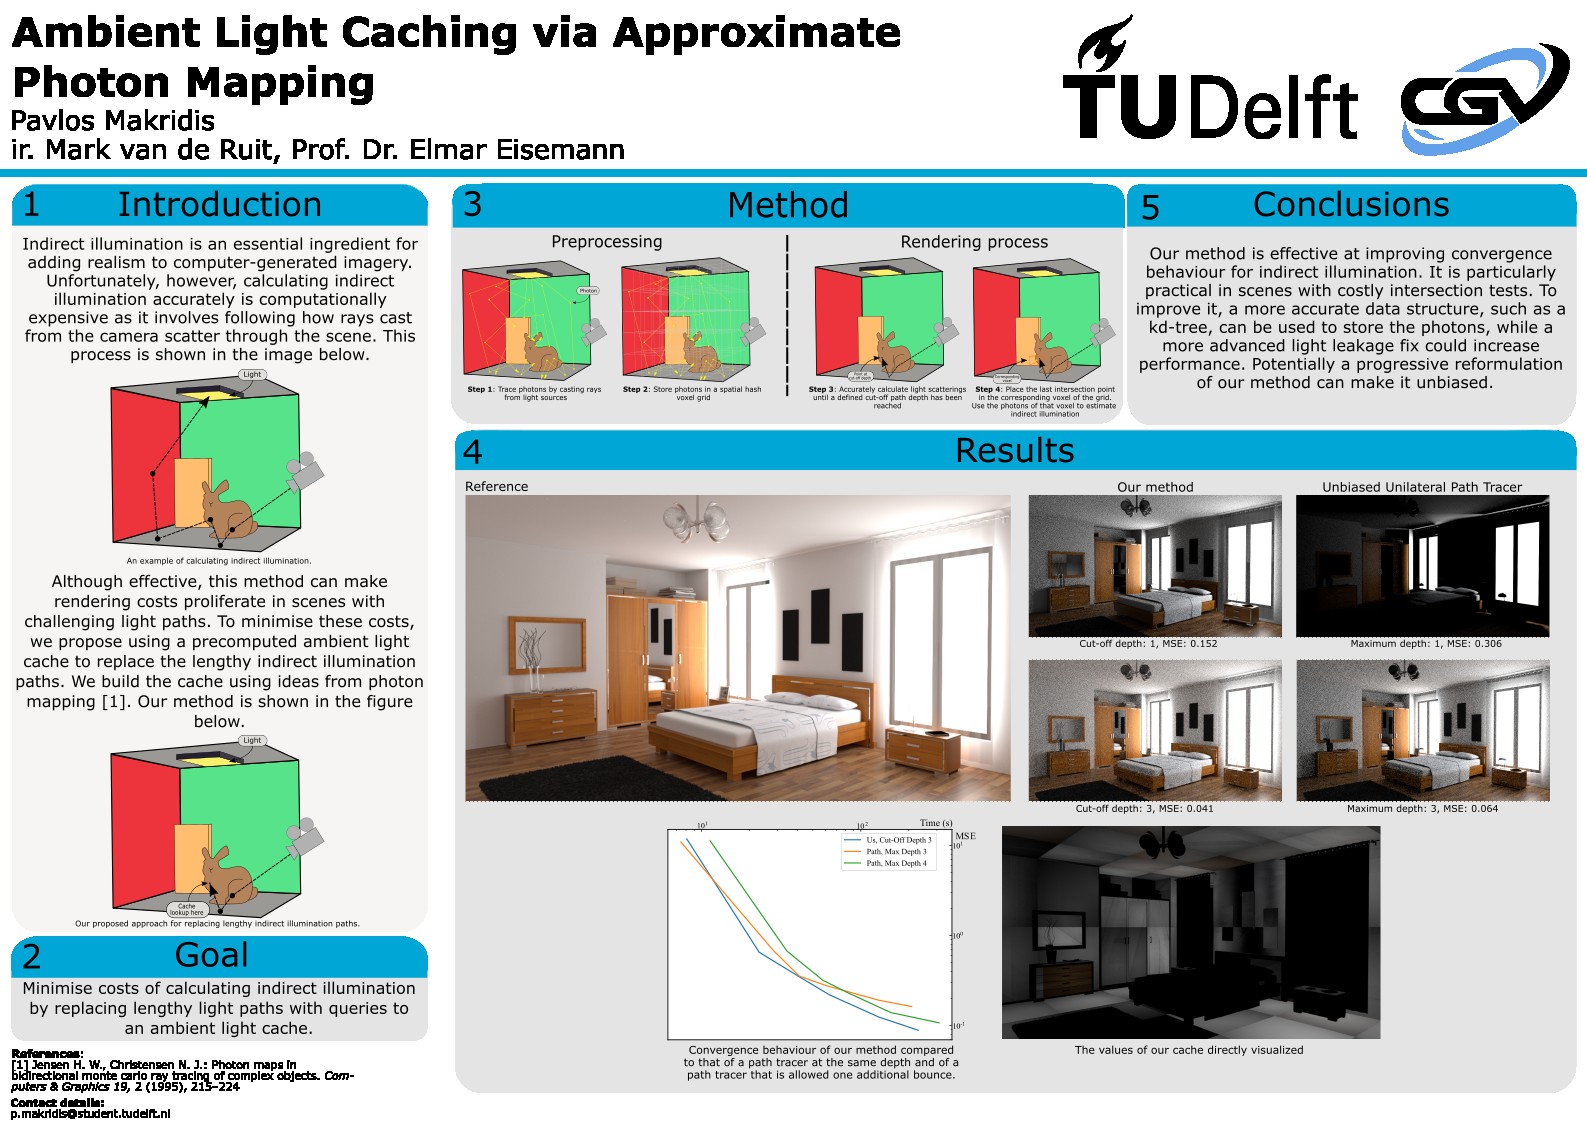 Ambient Light Caching via Approximate
Photon Mapping
Pavlos Makridis
ir. Mark van de Ruit, Prof. Dr. Elmar Eisemann
TU Delft
CGV
1 Introduction
Indirect illumination is an essential ingredient for
adding realism to computer-generated imagery.
Unfortunately, however, calculating indirect
illumination accurately is computationally
expensive as it involves following how rays cast
from the camera scatter through the scene. This
process is shown in the image below.
Light
An example of calculating indirect illumination.
Although effective, this method can make
rendering costs proliferate in scenes with
challenging light paths. To minimise these costs,
we propose using a precomputed ambient light
cache to replace the lengthy indirect illumination
paths. We build the cache using ideas from photon
mapping [1]. Our method is shown in the figure
below.
Light
Cache
lookup here
Our proposed approach for replacing lengthy indirect illumination paths.
2 Goal
Minimise costs of calculating indirect illumination
by replacing lengthy light paths with queries to
an ambient light cache.
References:
[1] Jensen H. W., Christensen N. J.: Photon maps in
bidirectional monte carlo ray tracing of complex objects. Com-
puters & Graphics 19, 2 (1995), 215–224
Contact details:
p.makridis@student.tudelft.nl
3 Method
Preprocessing
Photon
Step 1: Trace photons by casting rays
from light sources
Step 2: Store photons in a spatial hash
voxel grid
Rendering process
Point at
cut-off depth
Step 3: Accurately calculate light scatterings
until a defined cut-off path depth has been
reached
Corresponding
voxel
Step 4: Place the last intersection point
in the corresponding voxel of the grid.
Use the photons of that voxel to estimate
indirect illumination
5 Conclusions
Our method is effective at improving convergence
behaviour for indirect illumination. It is particularly
practical in scenes with costly intersection tests. To
improve it, a more accurate data structure, such as a
kd-tree, can be used to store the photons, while a
more advanced light leakage fix could increase
performance. Potentially a progressive reformulation
of our method can make it unbiased.
4 Results
Reference
Our method
Unbiased Unilateral Path Tracer
Cut-off depth: 1, MSE: 0.152
Maximum depth: 1, MSE: 0.306
Cut-off depth: 3, MSE: 0.041
Maximum depth: 3, MSE: 0.064
10¹ 10² Time (s)
MSE
Us, Cut-Off Depth 3
Path, Max Depth 3
Path, Max Depth 4
10¹
10⁰
10⁻¹
Convergence behaviour of our method compared
to that of a path tracer at the same depth and of a
path tracer that is allowed one additional bounce.
The values of our cache directly visualized